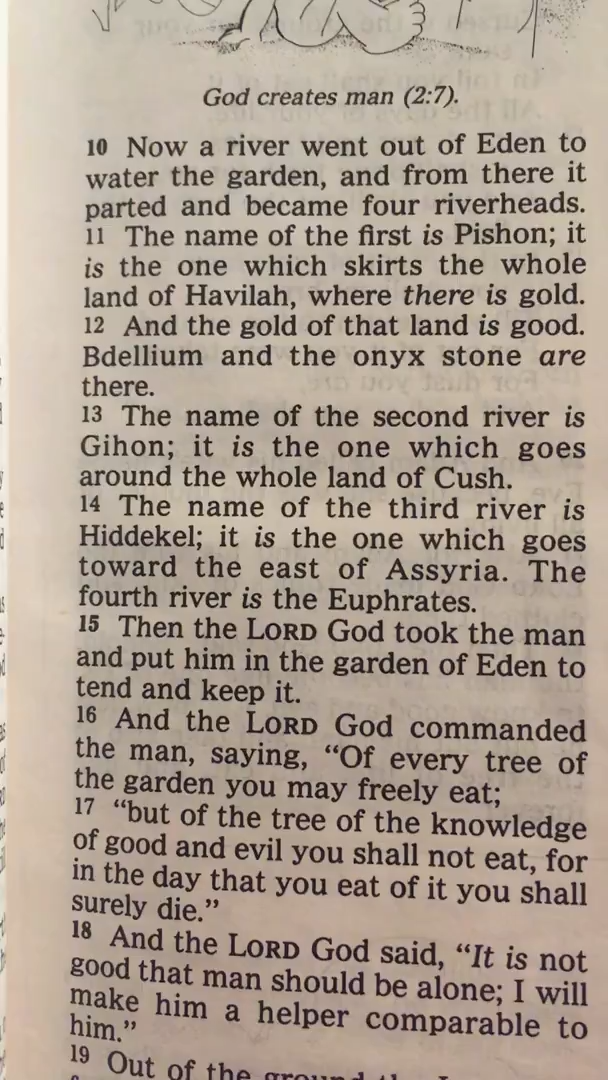 God creates man (2:7).
10 Now a river went out of Eden to
water the garden, and from there it
parted and became four riverheads.
11 The name of the first is Pishon; it
is the one which skirts the whole
land of Havilah, where there is gold.
12 And the gold of that land is good.
Bdellium and the onyx stone are
there.
13 The name of the second river is
Gihon; it is the one which goes
around the whole land of Cush.
14 The name of the third river is
Hiddekel; it is the one which goes
toward the east of Assyria. The
fourth river is the Euphrates.
15 Then the LORD God took the man
and put him in the garden of Eden to
tend and keep it.
16 And the LORD God commanded
the man, saying, “Of every tree of
the garden you may freely eat;
17 “but of the tree of the knowledge
of good and evil you shall not eat, for
in the day that you eat of it you shall
surely die.”
18 And the LORD God said, “It is not
good that man should be alone; I will
make him a helper comparable to
him.”
19 Out of the ground